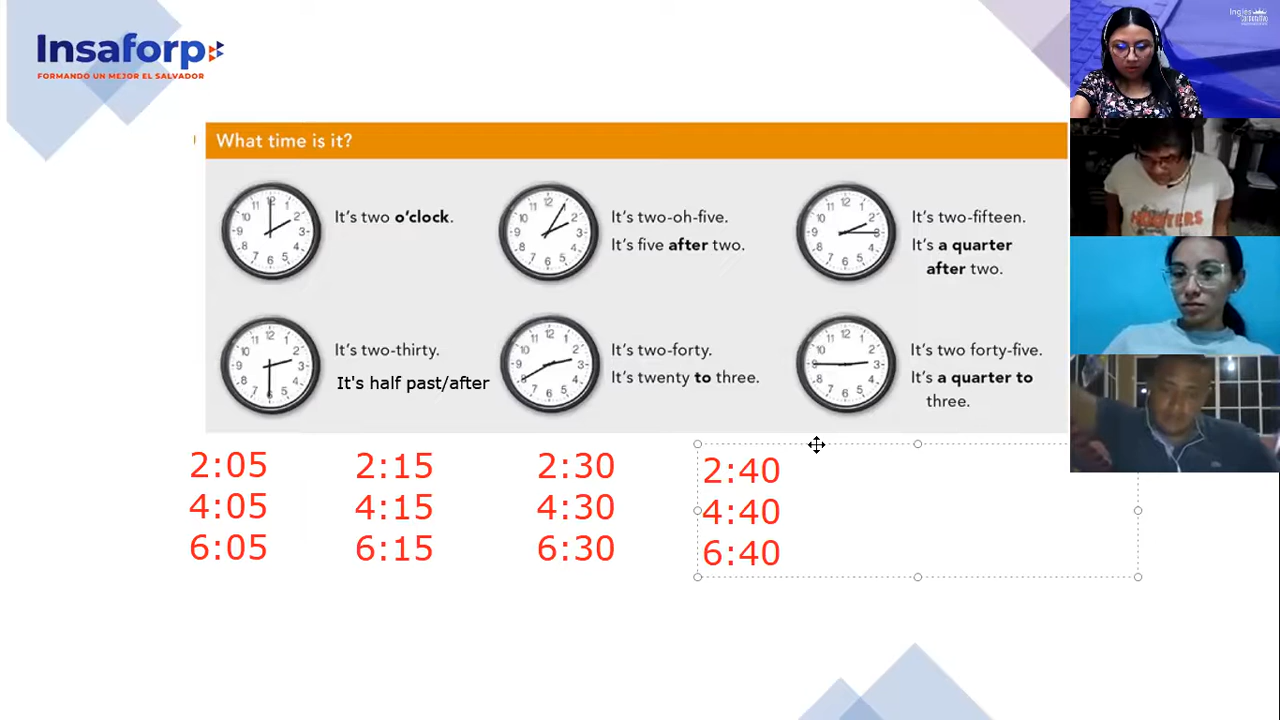 Insaforp
FORMANDO UN MEJOR EL SALVADOR
What time is it?
It's two o'clock.
It's two-oh-five.
It's five after two.
It's two-fifteen.
It's a quarter
after two.
It's two-thirty.
It's half past/after
It's two-forty.
It's twenty to three.
It's two forty-five.
It's a quarter to
three.
2:05
4:05
6:05
2:15
4:15
6:15
2:30
4:30
6:30
2:40
4:40
6:40